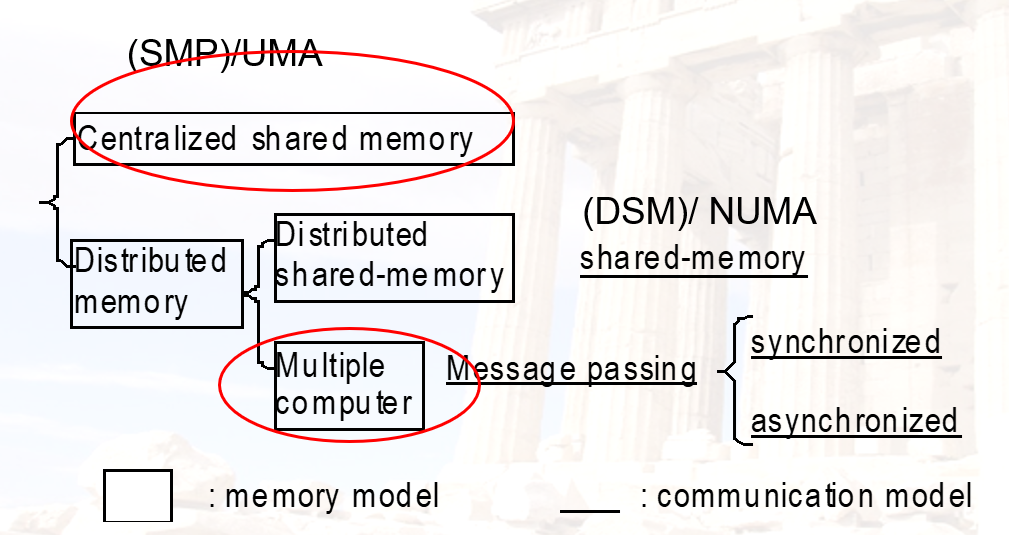 (SMP)/UMA
Centralized shared memory
(DSM)/ NUMA
Distributed
shared-memory
shared-memory
Distributed
memory
Multiple
computer
Message passing
synchronized
asynchronized
: memory model
: communication model